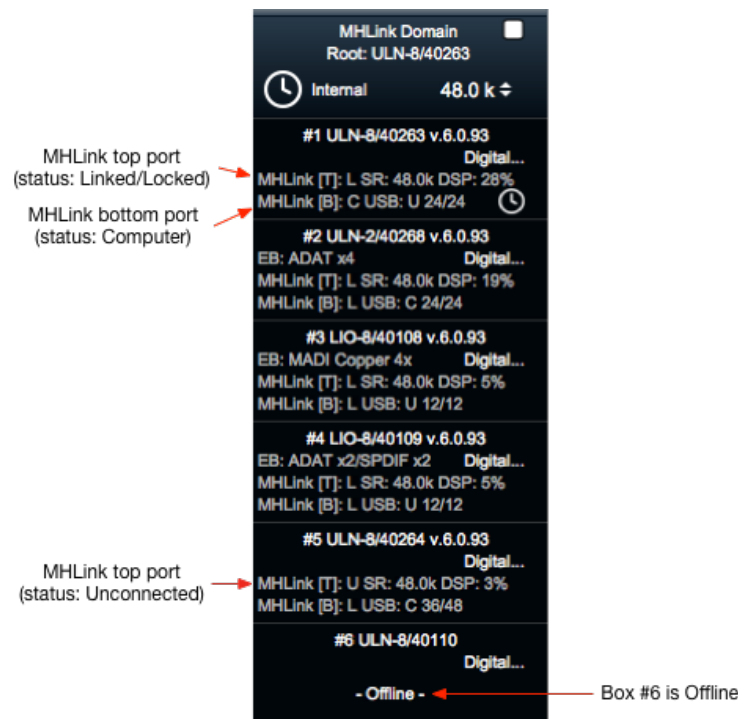 MHLink Domain
Root: ULN-8/40263
Internal 48.0 k
#1 ULN-8/40263 v.6.0.93
Digital...
MHLink top port
(status: Linked/Locked)
MHLink [T]: L SR: 48.0k DSP: 28%
MHLink bottom port
(status: Computer)
MHLink [B]: C USB: U 24/24
#2 ULN-2/40268 v.6.0.93
EB: ADAT x4 Digital...
MHLink [T]: L SR: 48.0k DSP: 19%
MHLink [B]: L USB: C 24/24
#3 LIO-8/40108 v.6.0.93
EB: MADI Copper 4x Digital...
MHLink [T]: L SR: 48.0k DSP: 5%
MHLink [B]: L USB: U 12/12
#4 LIO-8/40109 v.6.0.93
EB: ADAT x2/SPDIF x2 Digital...
MHLink [T]: L SR: 48.0k DSP: 5%
MHLink [B]: L USB: U 12/12
#5 ULN-8/40264 v.6.0.93
Digital...
MHLink top port
(status: Unconnected)
MHLink [T]: U SR: 48.0k DSP: 3%
MHLink [B]: L USB: C 36/48
#6 ULN-8/40110
Digital...
- Offline -
Box #6 is Offline